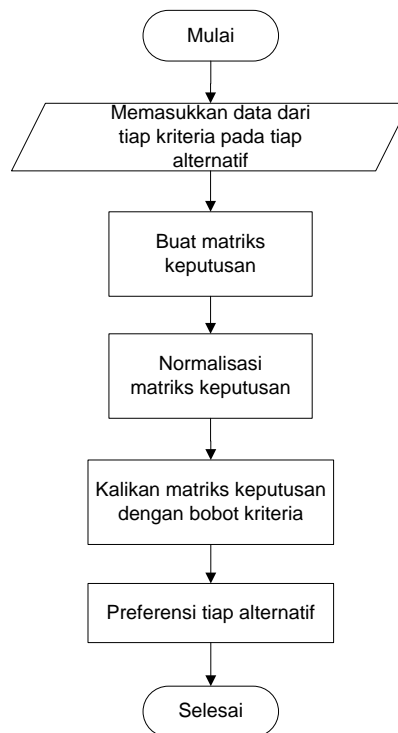 Mulai
Memasukkan data dari
tiap kriteria pada tiap
alternatif
Buat matriks
keputusan
Normalisasi
matriks keputusan
Kalikan matriks keputusan
dengan bobot kriteria
Preferensi tiap alternatif
Selesai